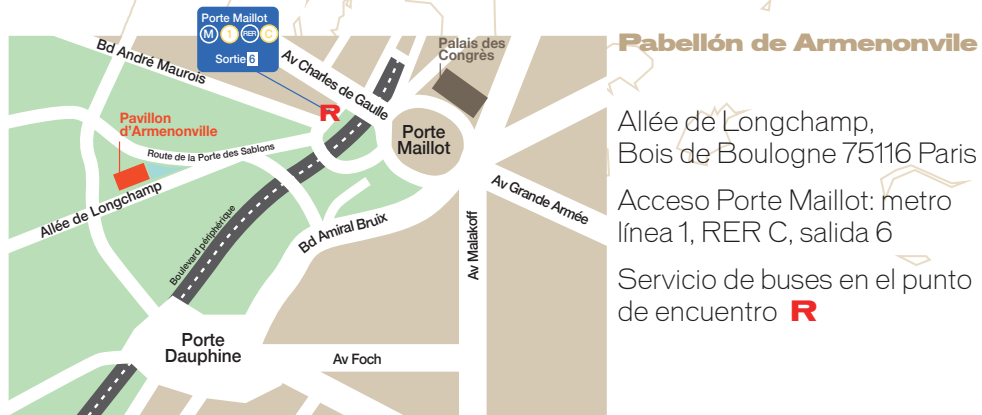 Porte Maillot
M 1 RER C
Sortie 6
Bd André Maurois
Av Charles de Gaulle
Palais des
Congrès
R
Pavillon
d'Armenonville
Porte
Maillot
Route de la Porte des Sablons
Allée de Longchamp
Boulevard périphérique
Bd Amiral Bruix
Av Malakoff
Av Grande Armée
Porte
Dauphine
Av Foch
Pabellón de Armenonvile
Allée de Longchamp,
Bois de Boulogne 75116 Paris
Acceso Porte Maillot: metro
línea 1, RER C, salida 6
Servicio de buses en el punto
de encuentro R